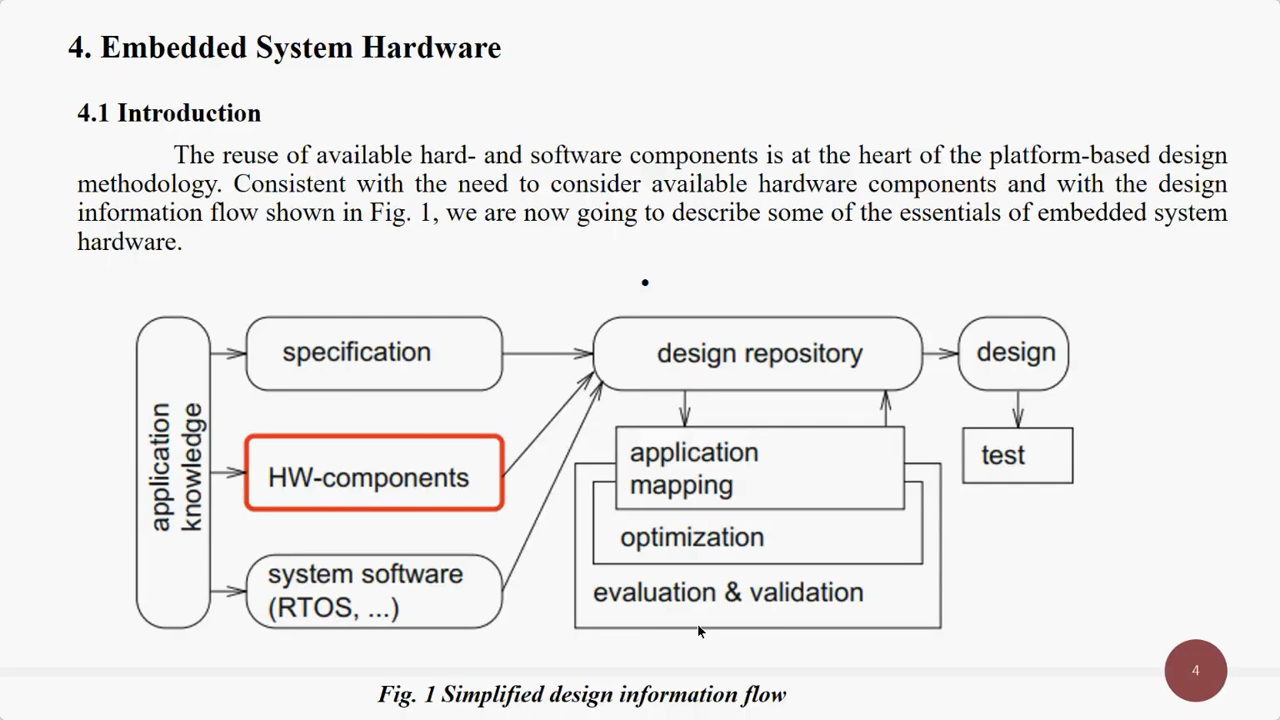 4. Embedded System Hardware
4.1 Introduction
The reuse of available hard- and software components is at the heart of the platform-based design
methodology. Consistent with the need to consider available hardware components and with the design
information flow shown in Fig. 1, we are now going to describe some of the essentials of embedded system
hardware.
•
application
knowledge
specification
HW-components
system software
(RTOS, ...)
design repository
application
mapping
optimization
evaluation & validation
design
test
4
Fig. 1 Simplified design information flow